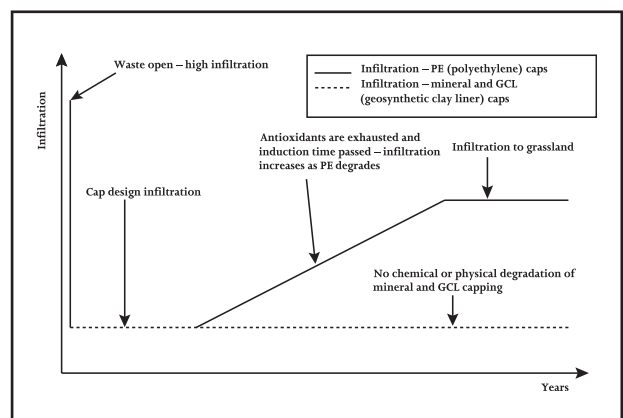 Waste open – high infiltration
Infiltration – PE (polyethylene) caps
Infiltration – mineral and GCL
(geosynthetic clay liner) caps
Infiltration
Antioxidants are exhausted and
induction time passed – infiltration
increases as PE degrades
Infiltration to grassland
Cap design infiltration
No chemical or physical degradation of
mineral and GCL capping
Years